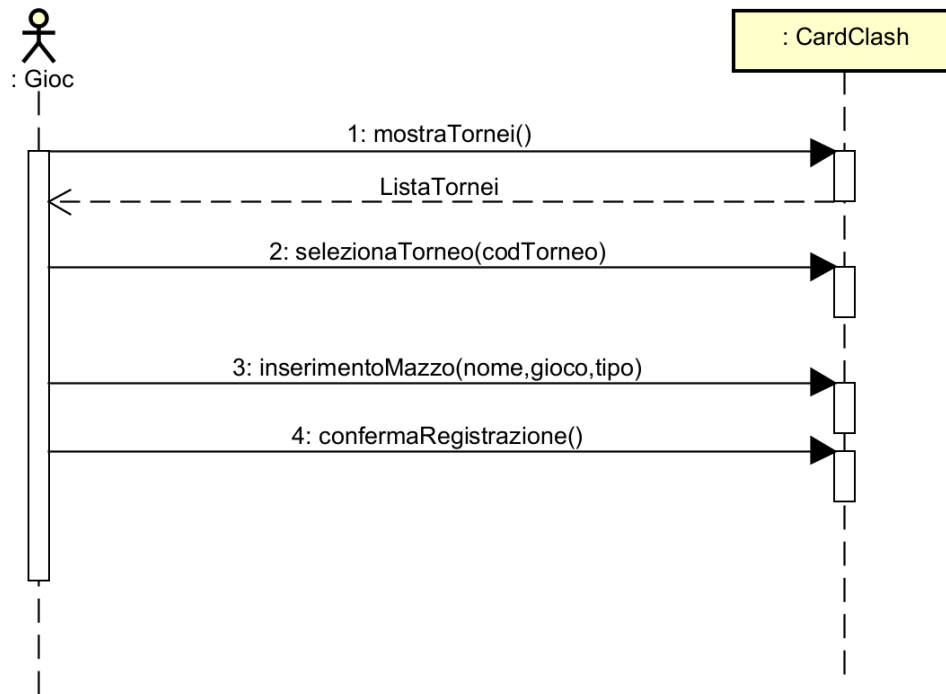 : Gioc
: CardClash
1: mostraTornei()
ListaTornei
2: selezionaTorneo(codTorneo)
3: inserimentoMazzo(nome,gioco,tipo)
4: confermaRegistrazione()